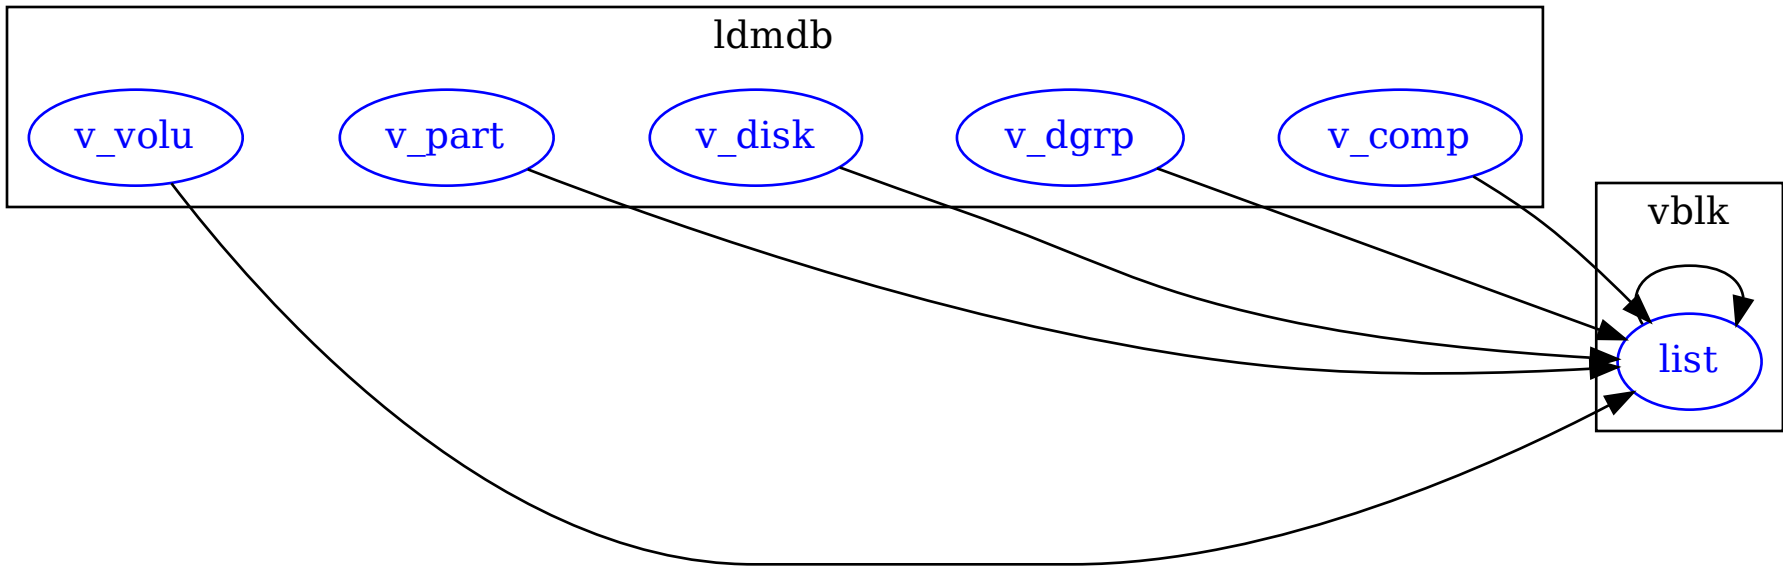 ldmdb
v_volu
v_part
v_disk
v_dgrp
v_comp
vblk
list